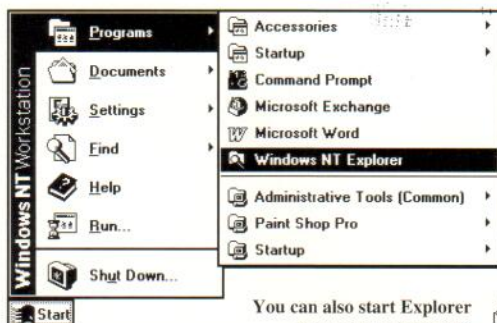 Windows NT Workstation
Programs
Documents
Settings
Find
Help
Run...
Shut Down...
Start
Accessories
Startup
Command Prompt
Microsoft Exchange
Microsoft Word
Windows NT Explorer
Administrative Tools (Common)
Paint Shop Pro
Startup
You can also start Explorer